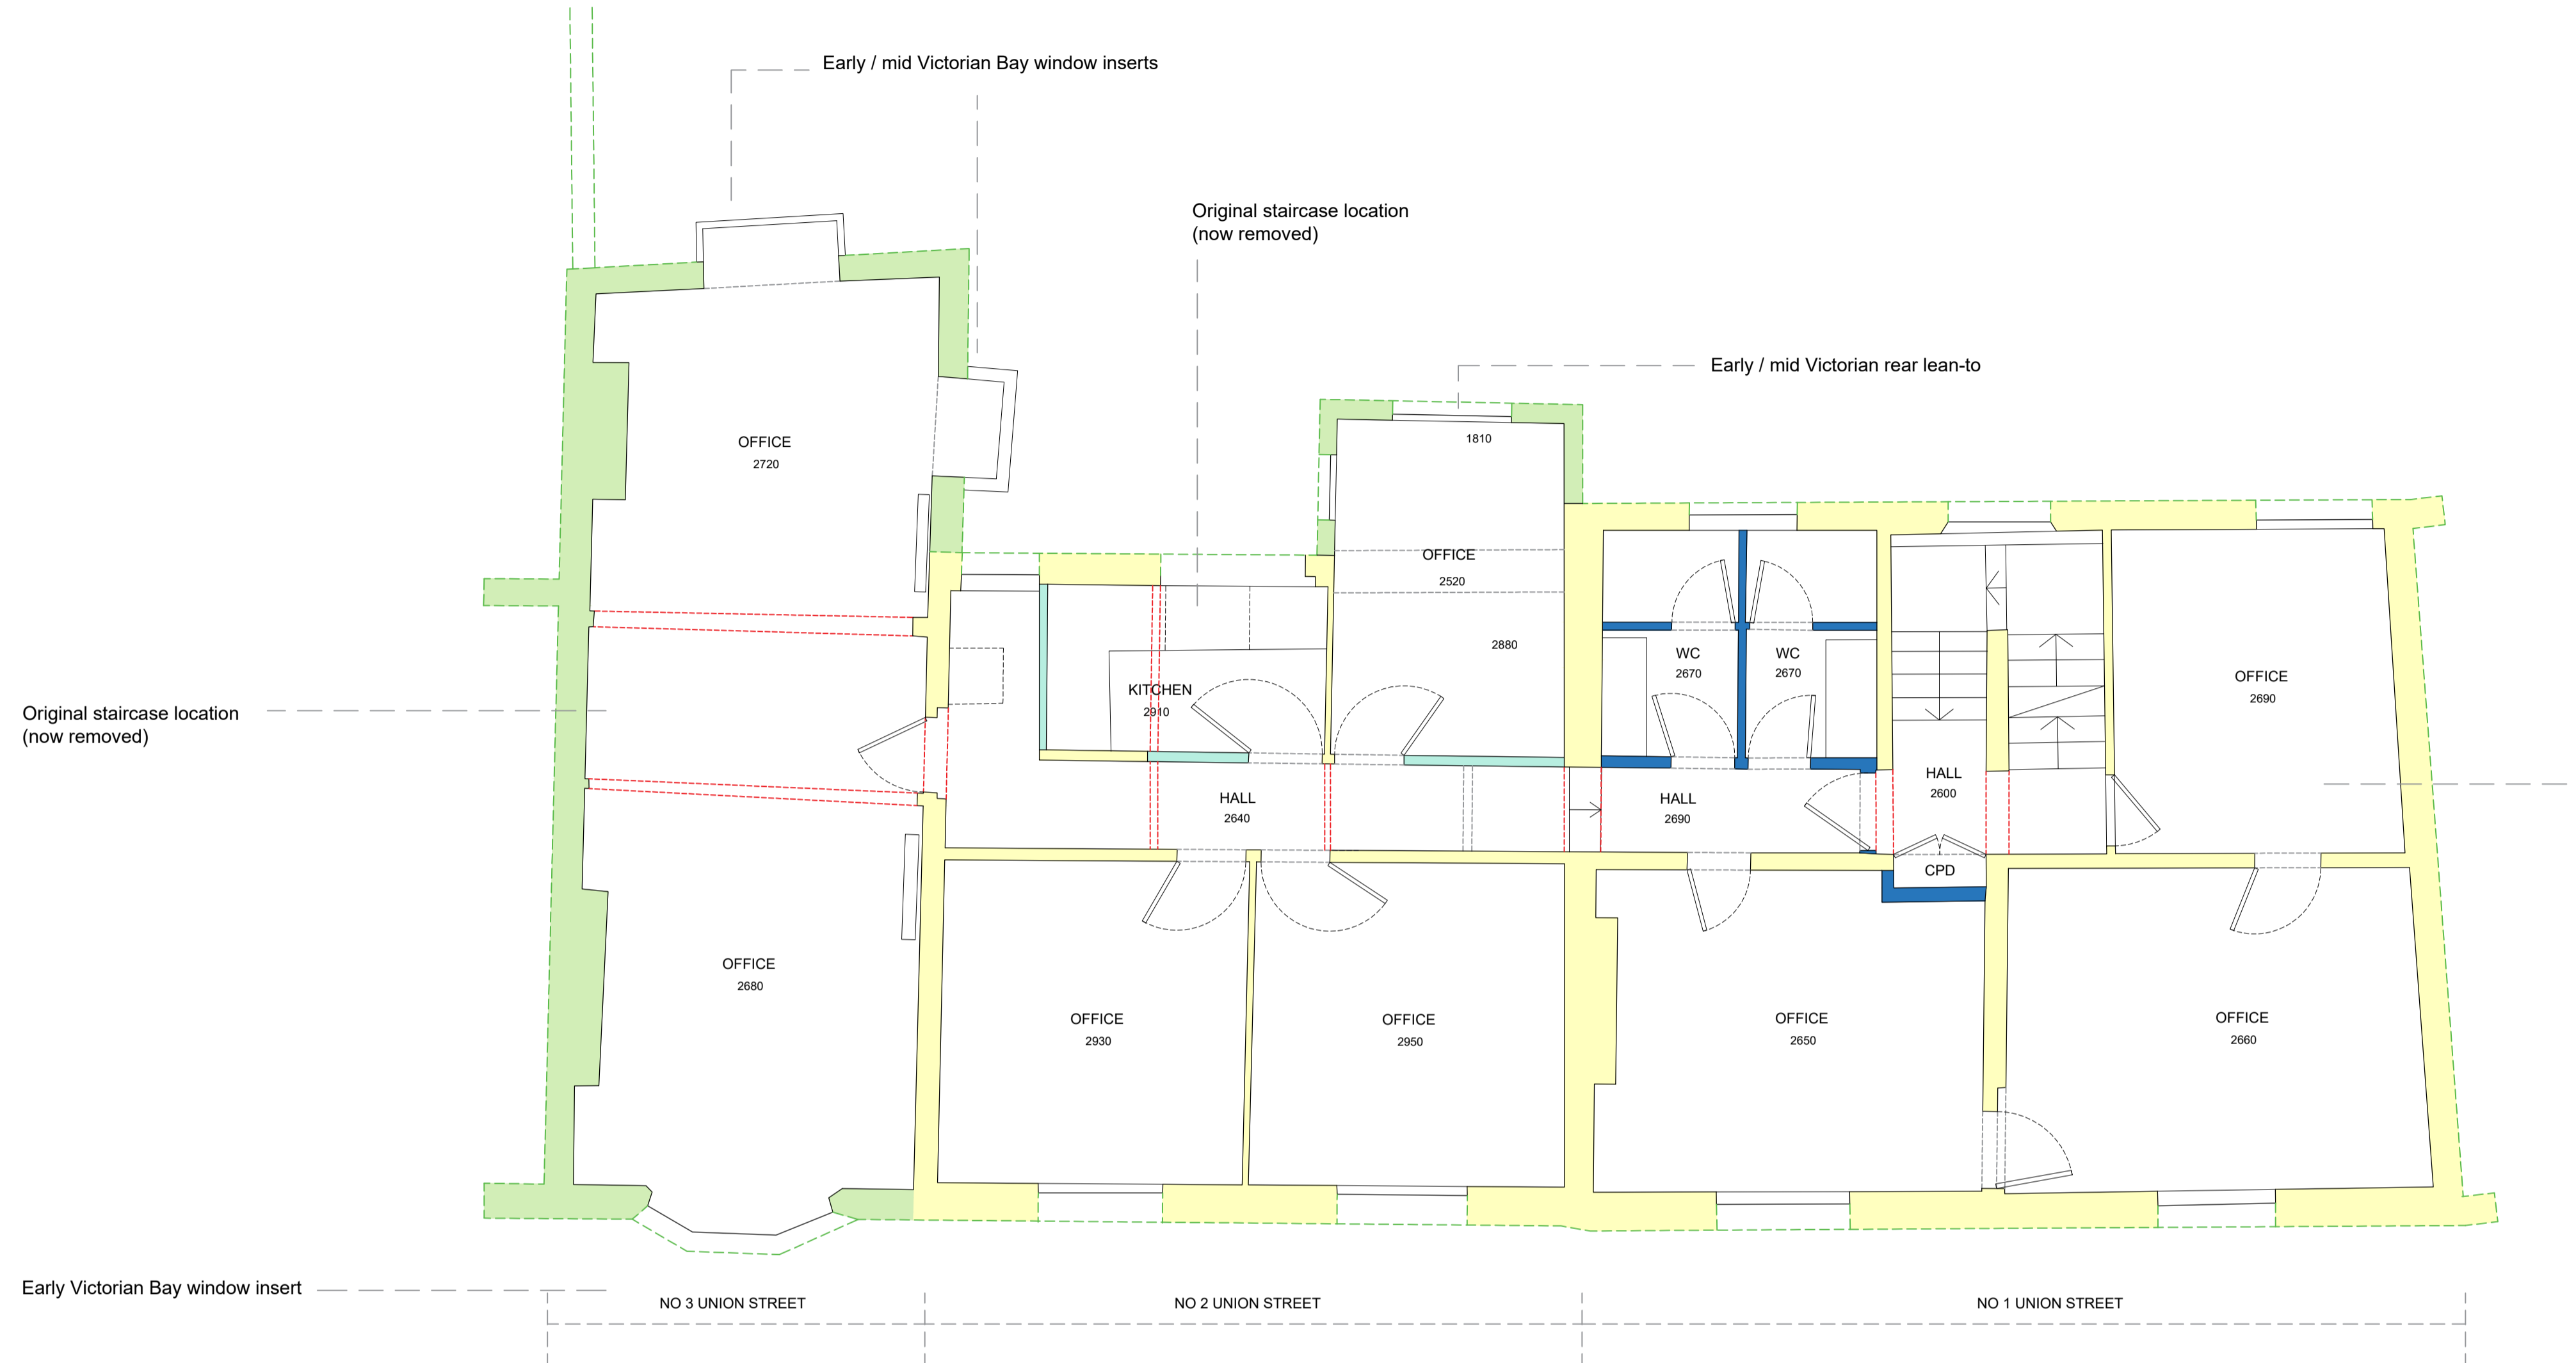 Early / mid Victorian Bay window inserts
Original staircase location
(now removed)
Early / mid Victorian rear lean-to
OFFICE
2720
1810
OFFICE
2520
2880
KITCHEN
2910
WC
2670
WC
2670
OFFICE
2690
Original staircase location
(now removed)
HALL
2640
HALL
2690
HALL
2600
CPD
OFFICE
2680
OFFICE
2930
OFFICE
2950
OFFICE
2650
OFFICE
2660
Early Victorian Bay window insert
NO 3 UNION STREET
NO 2 UNION STREET
NO 1 UNION STREET